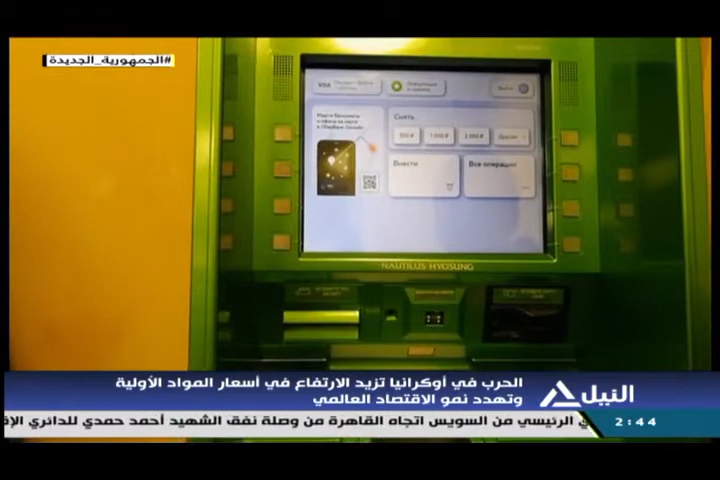 #الجمهورية_الجديدة
VISA
Снять
500 ₽
1 000 ₽
2 000 ₽
Другая
Внести
Все операции
NAUTILUS HYOSUNG
الحرب في أوكرانيا تزيد الارتفاع في أسعار المواد الأولية
وتهدد نمو الاقتصاد العالمي
النيل
ي الرئيسي من السويس اتجاه القاهرة من وصلة نفق الشهيد أحمد حمدي للدائري الإق
2:44